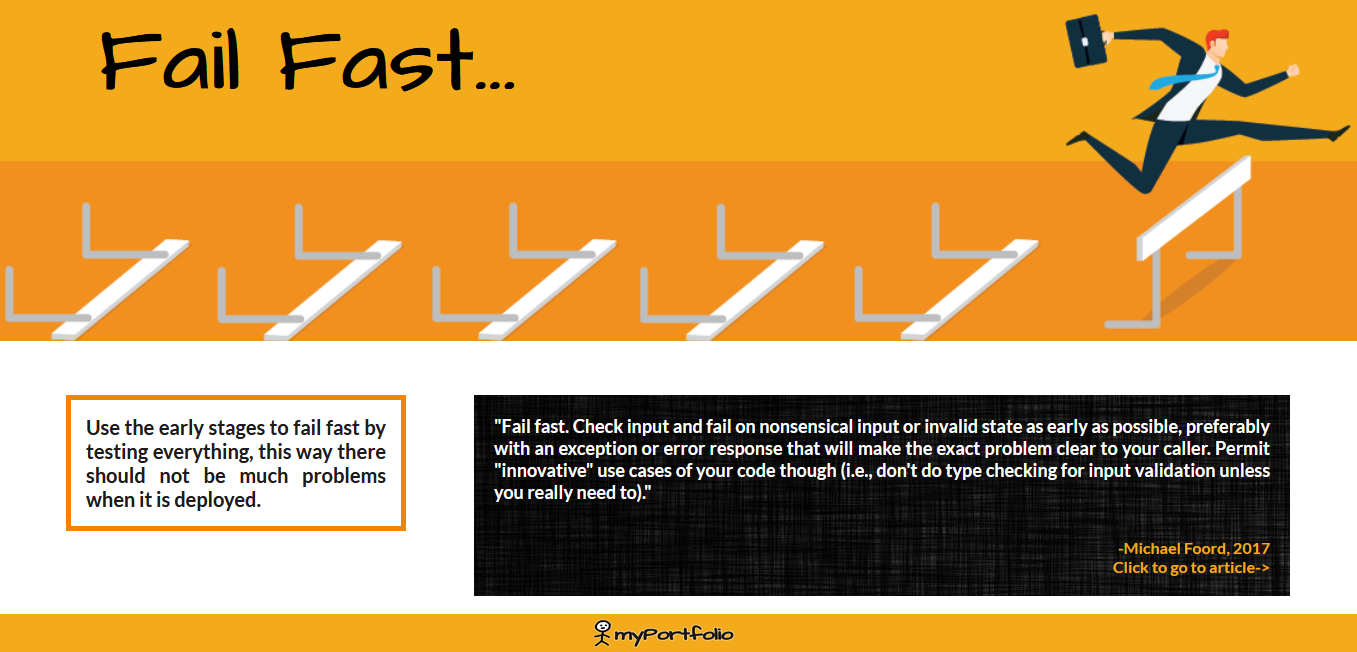 Fail Fast...
Use the early stages to fail fast by
testing everything, this way there
should not be much problems
when it is deployed.
"Fail fast. Check input and fail on nonsensical input or invalid state as early as possible, preferably
with an exception or error response that will make the exact problem clear to your caller. Permit
"innovative" use cases of your code though (i.e., don't do type checking for input validation unless
you really need to)."
-Michael Foord, 2017
Click to go to article->
myPortfolio